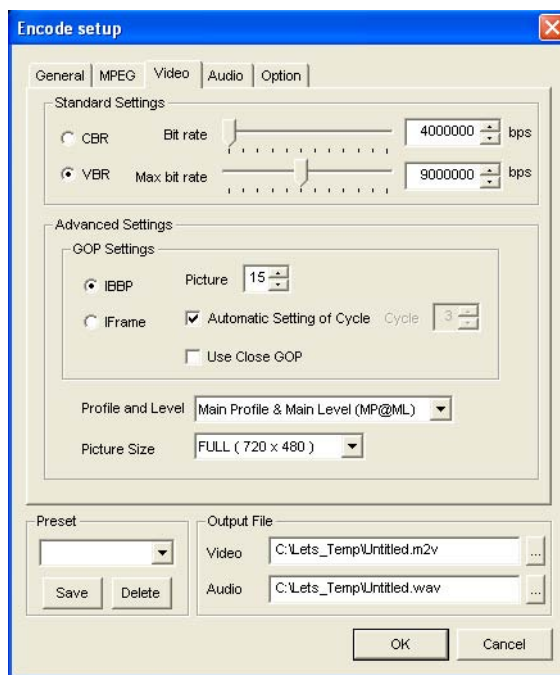 Encode setup
General MPEG Video Audio Option
Standard Settings
CBR Bit rate 4000000 bps
VBR Max bit rate 9000000 bps
Advanced Settings
GOP Settings
IBBP Picture 15
IFrame Automatic Setting of Cycle Cycle 3
Use Close GOP
Profile and Level Main Profile & Main Level (MP@ML)
Picture Size FULL ( 720 x 480 )
Preset
Save Delete
Output File
Video C:\Lets_Temp\Untitled.m2v ...
Audio C:\Lets_Temp\Untitled.wav ...
OK Cancel